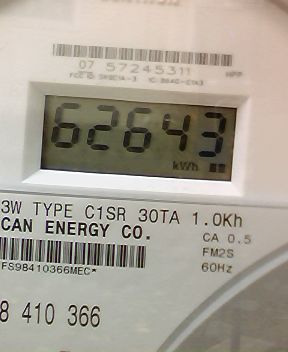 07 57245311 HPP
62643
kWh
3W TYPE C1SR 30TA 1.0Kh
CAN ENERGY CO. CA 0.5
FM2S
FS98410366MEC* 60Hz
8 410 366